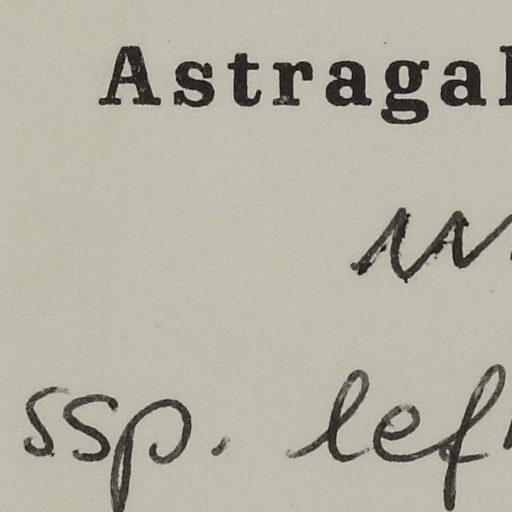 Astragal
ssp. lef